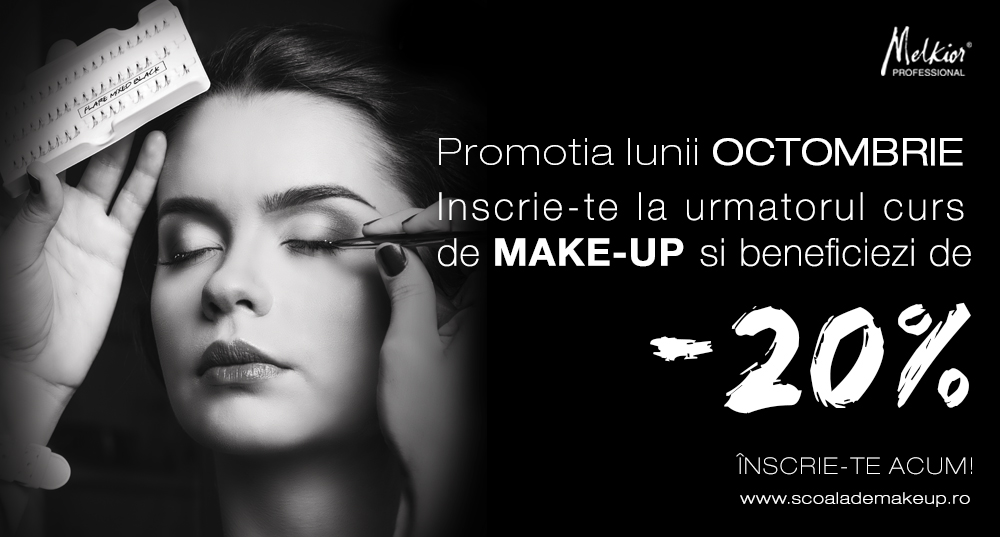 FLARE MIXED BLACK
Melkior®
PROFESSIONAL
Promotia lunii OCTOMBRIE
Inscrie-te la urmatorul curs
de MAKE-UP si beneficiezi de
-20%
ÎNSCRIE-TE ACUM!
www.scoalademakeup.ro